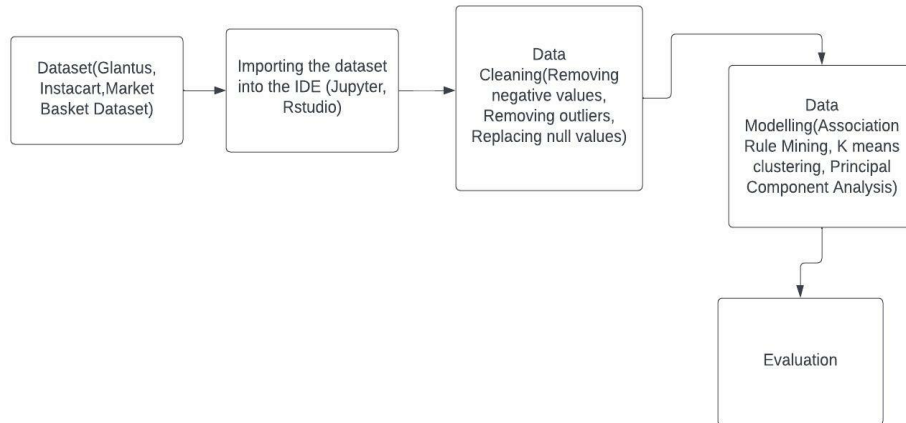 Dataset(Glantus,
Instacart,Market
Basket Dataset)
Importing the dataset
into the IDE (Jupyter,
Rstudio)
Data
Cleaning(Removing
negative values,
Removing outliers,
Replacing null values)
Data
Modelling(Association
Rule Mining, K means
clustering, Principal
Component Analysis)
Evaluation